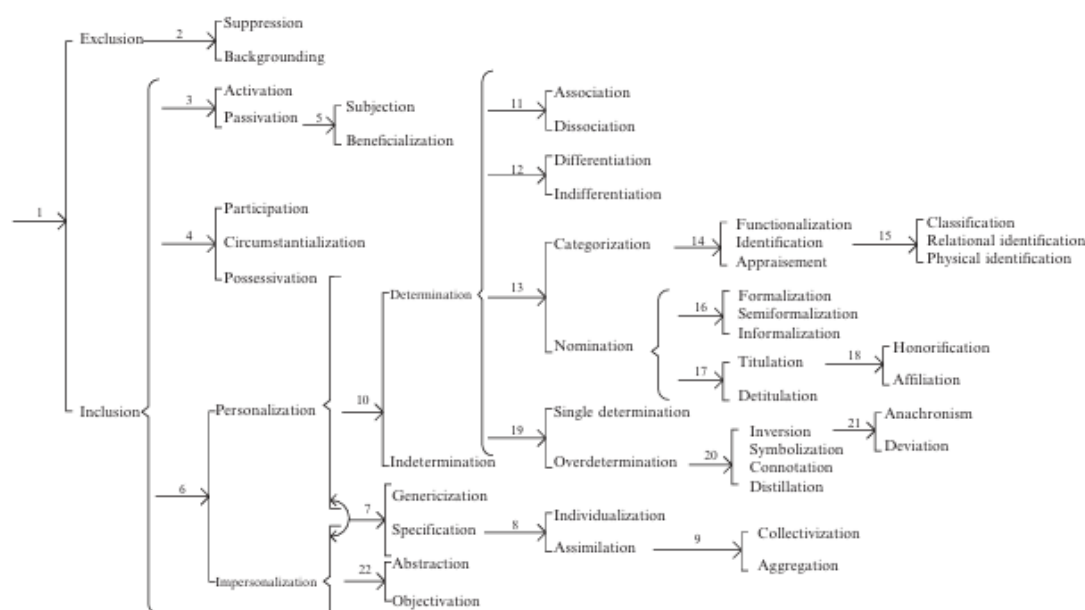 Suppression
Exclusion 2
Backgrounding
Activation
3
Passivation 5 Subjection
Beneficialization
11 Association
Dissociation
12 Differentiation
Indifferentiation
1
Participation
4 Circumstantialization
Possessivation
Categorization 14 Functionalization
Identification 15 Classification
Appraisement Relational identification
Physical identification
Determination 13
Nomination 16 Formalization
Semiformalization
Informalization
17 Titulation 18 Honorification
Detitulation Affiliation
Inclusion
Personalization 10
Single determination
19
Overdetermination 20 Inversion 21 Anachronism
Symbolization Deviation
Connotation
Distillation
Indetermination
6
7 Genericization
Specification 8 Individualization
Assimilation 9 Collectivization
Aggregation
Impersonalization 22 Abstraction
Objectivation